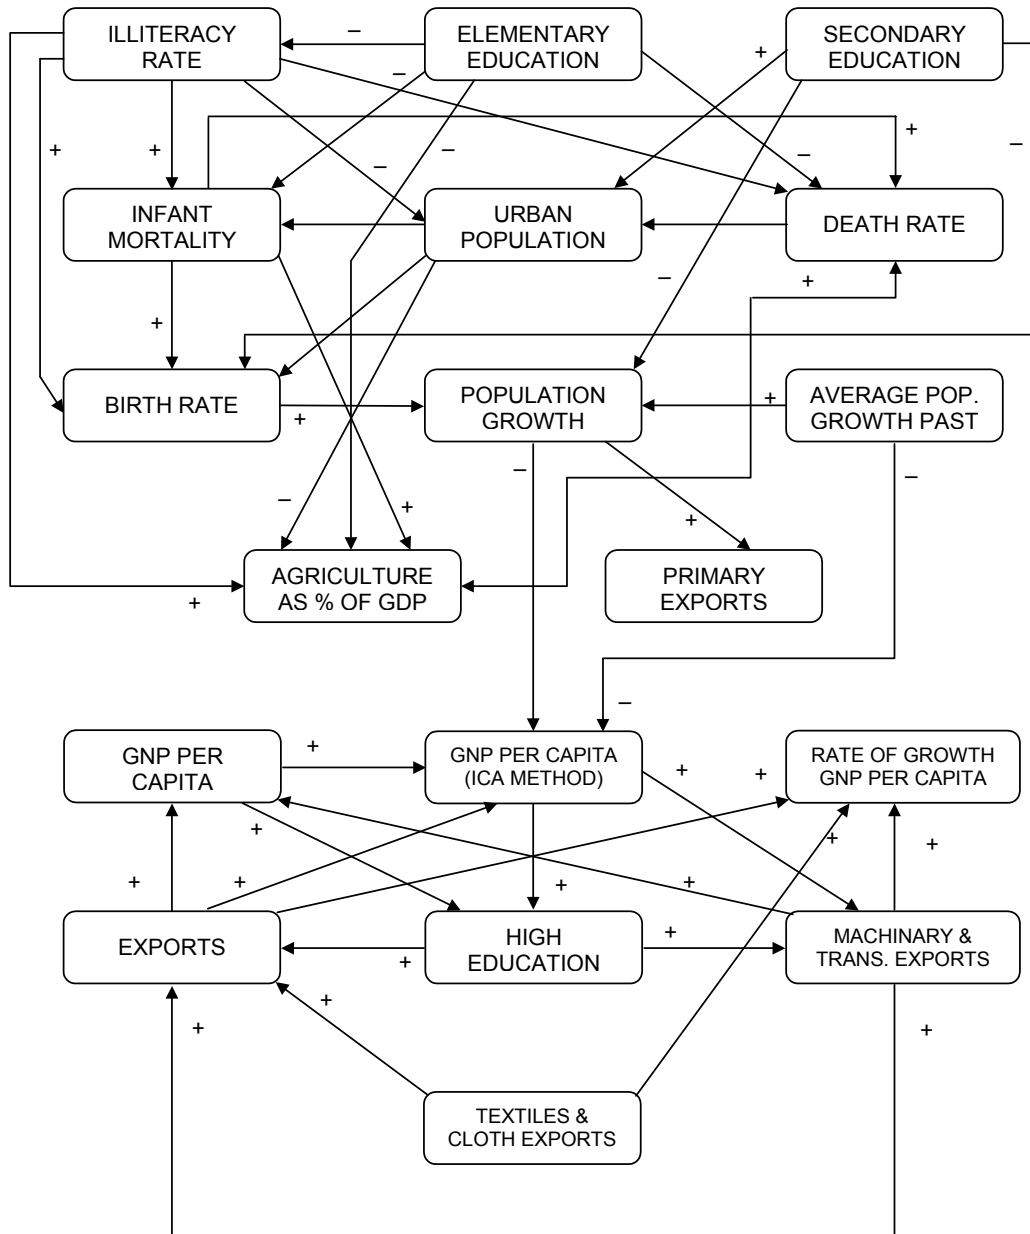 ILLITERACY
RATE
ELEMENTARY
EDUCATION
SECONDARY
EDUCATION
–
+
–
+
–
+
+
–
–
–
–
INFANT
MORTALITY
URBAN
POPULATION
DEATH RATE
–
+
+
BIRTH RATE
POPULATION
GROWTH
AVERAGE POP.
GROWTH PAST
+
+
–
–
–
+
+
AGRICULTURE
AS % OF GDP
PRIMARY
EXPORTS
+
–
GNP PER
CAPITA
GNP PER CAPITA
(ICA METHOD)
RATE OF GROWTH
GNP PER CAPITA
+
+
+
+
+
+
+
+
+
+
+
EXPORTS
HIGH
EDUCATION
MACHINARY &
TRANS. EXPORTS
+
+
+
+
+
TEXTILES &
CLOTH EXPORTS